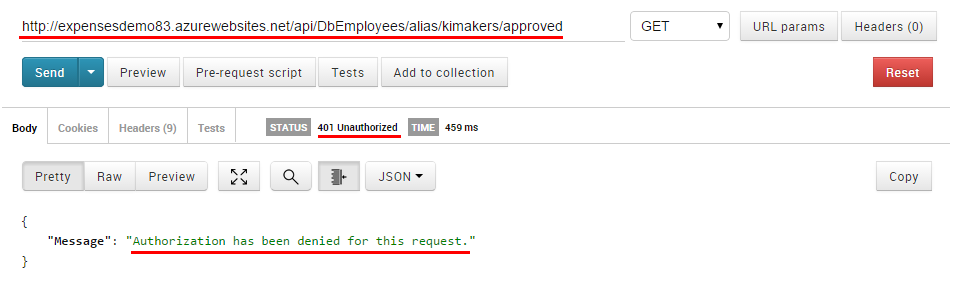 http://expensesdemo83.azurewebsites.net/api/DbEmployees/alias/kimakers/approved GET URL params Headers (0)
Send Preview Pre-request script Tests Add to collection Reset
Body Cookies Headers (9) Tests STATUS 401 Unauthorized TIME 459 ms
Pretty Raw Preview JSON Copy
{
"Message": "Authorization has been denied for this request."
}